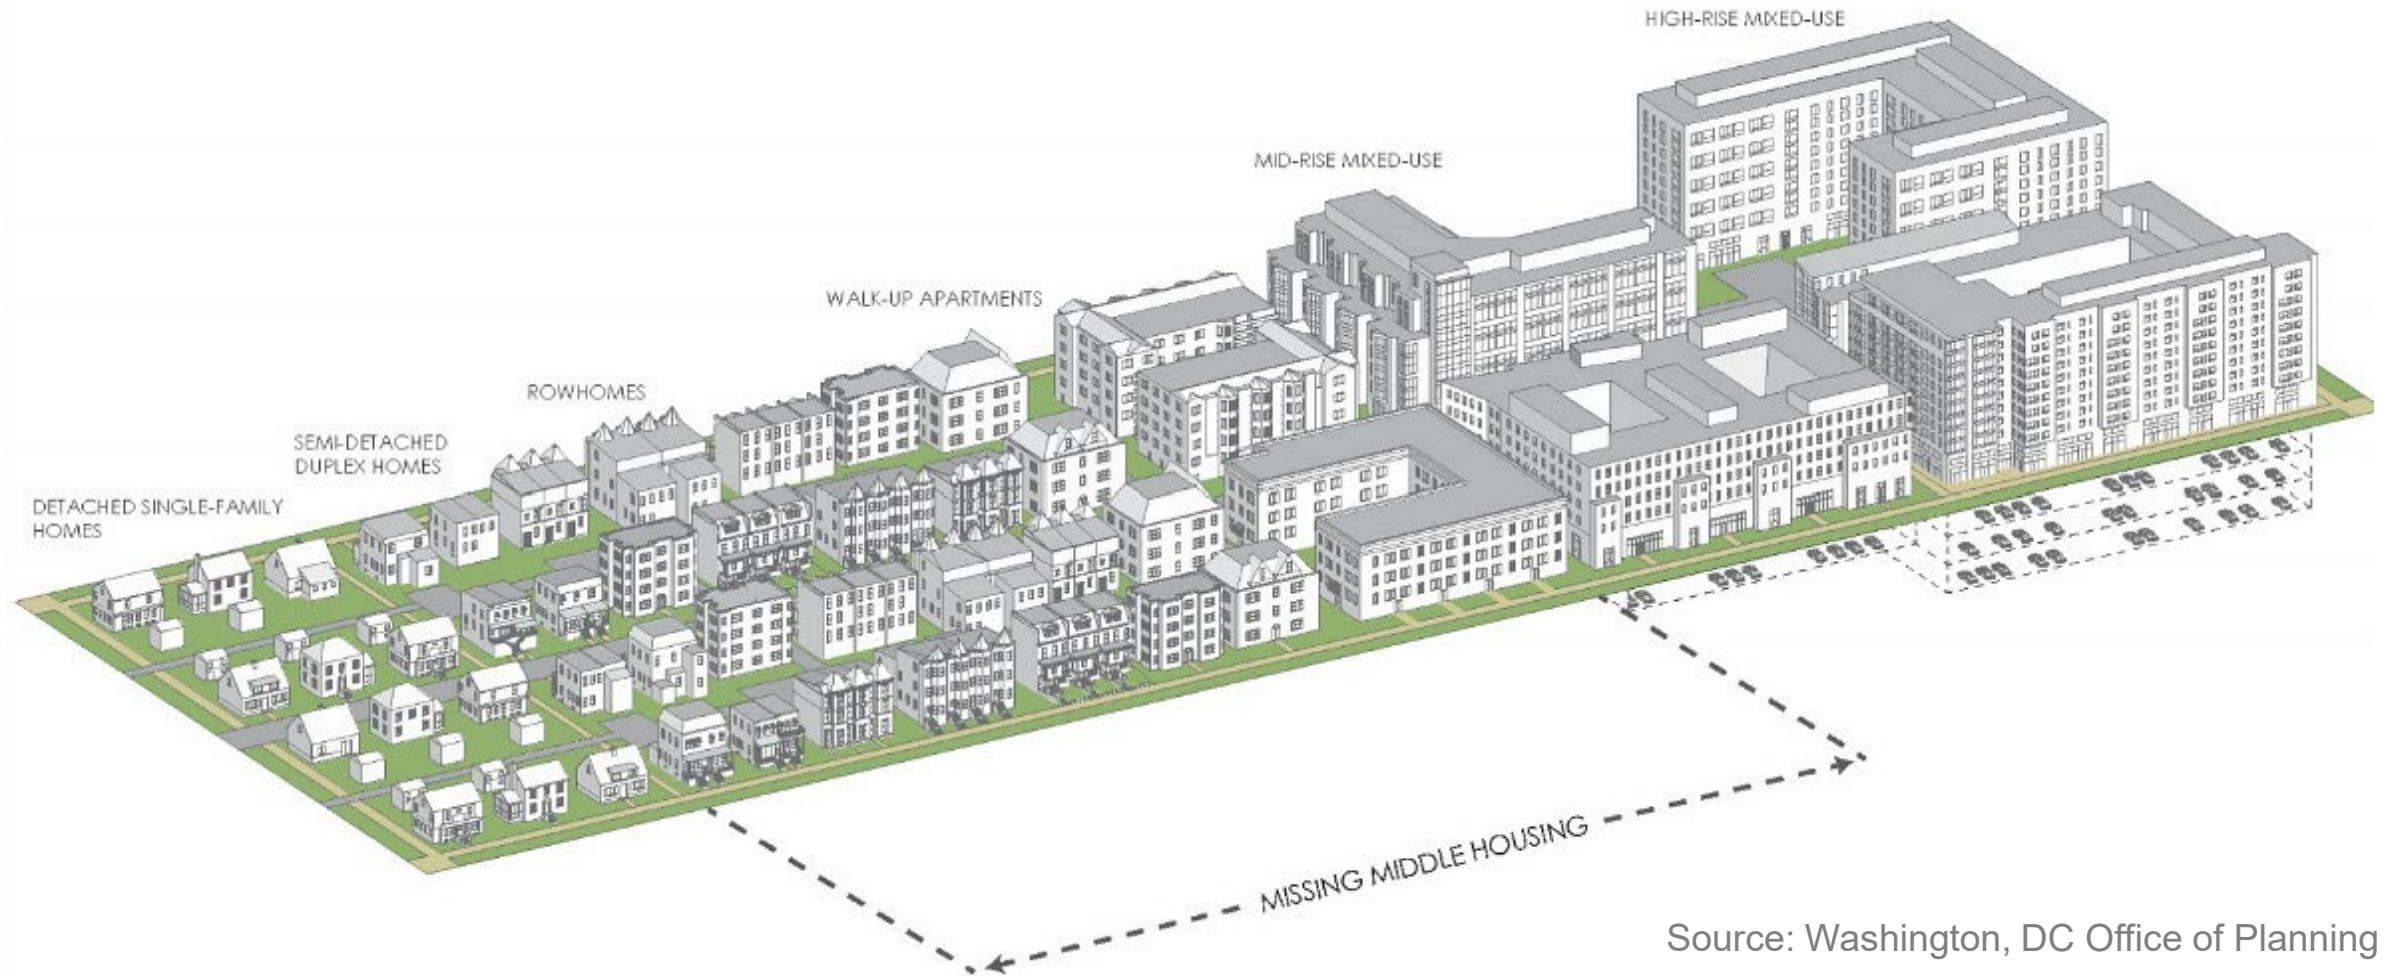 HIGH-RISE MIXED-USE
MID-RISE MIXED-USE
WALK-UP APARTMENTS
ROWHOMES
SEMI-DETACHED
DUPLEX HOMES
DETACHED SINGLE-FAMILY
HOMES
MISSING MIDDLE HOUSING
Source: Washington, DC Office of Planning